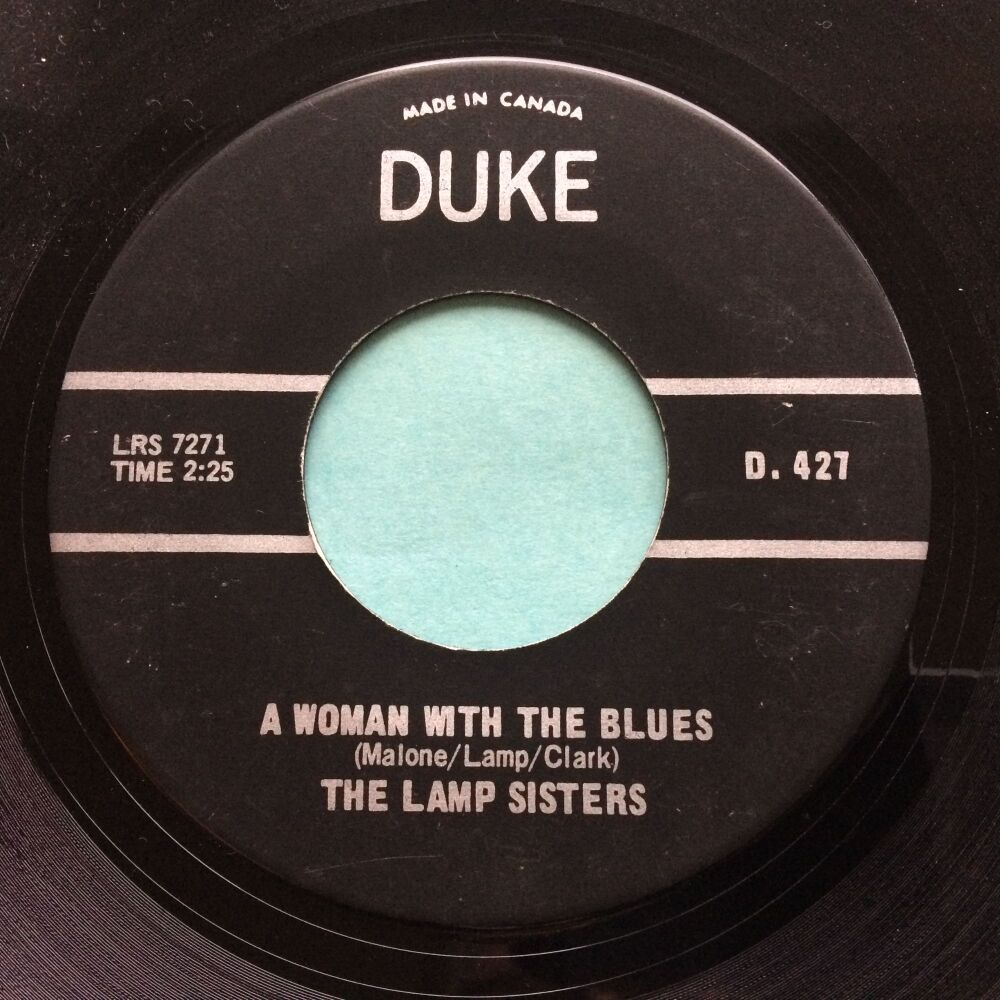 MADE IN CANADA
DUKE
LRS 7271
TIME 2:25
D. 427
A WOMAN WITH THE BLUES
(Malone/Lamp/Clark)
THE LAMP SISTERS